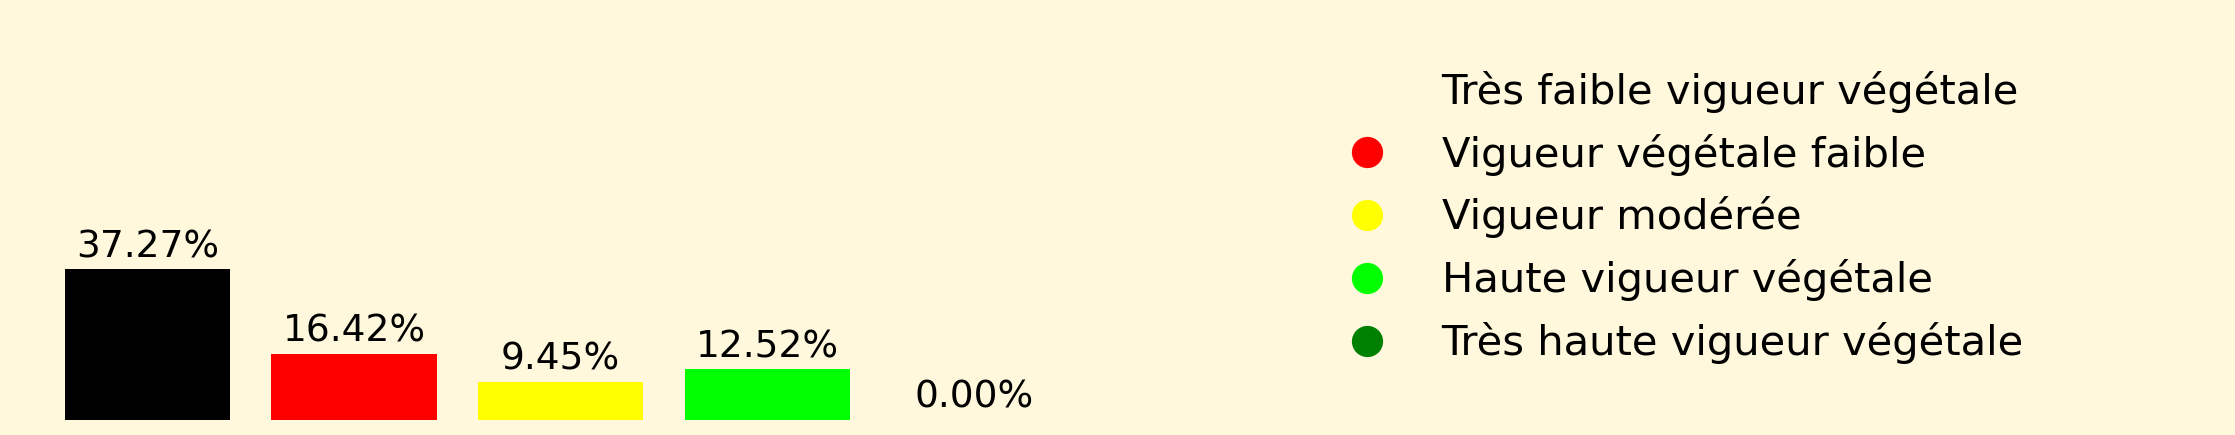 37.27%
16.42%
9.45%
12.52%
0.00%
Très faible vigueur végétale
Vigueur végétale faible
Vigueur modérée
Haute vigueur végétale
Très haute vigueur végétale